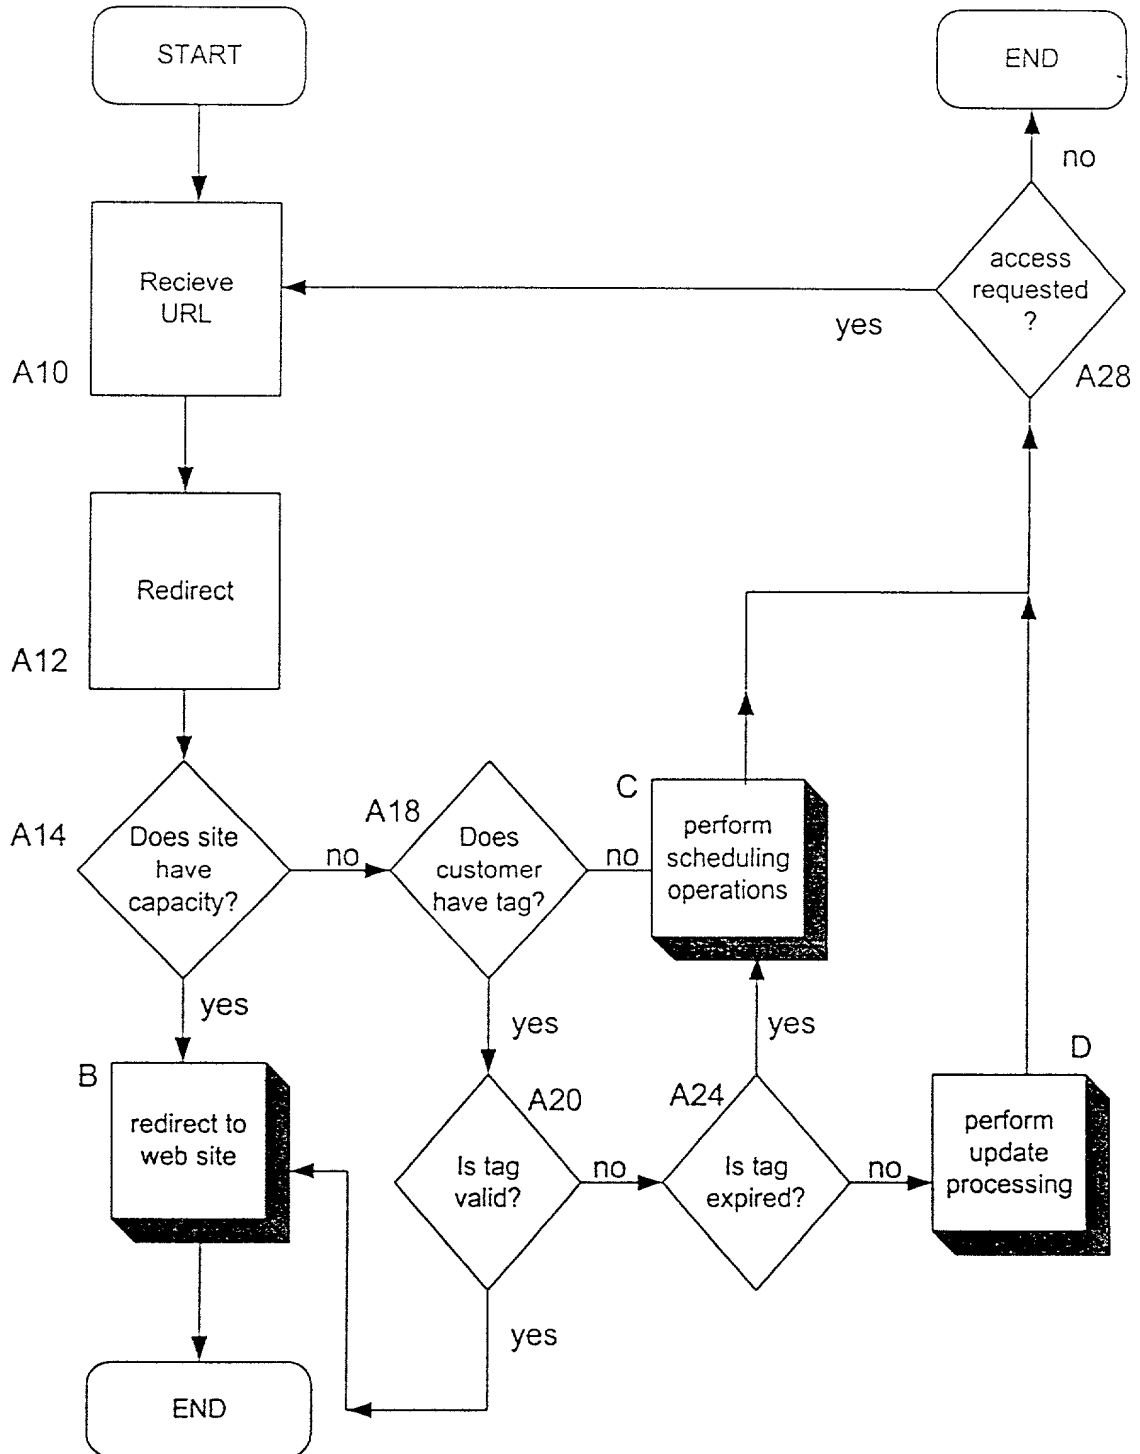 START
END
no
access
requested
?
Recieve
URL
yes
A10
A28
Redirect
A12
A14
Does site
have
capacity?
no
A18
Does
customer
have tag?
no
C
perform
scheduling
operations
yes
yes
yes
B
redirect to
web site
A20
Is tag
valid?
no
A24
Is tag
expired?
no
D
perform
update
processing
yes
END